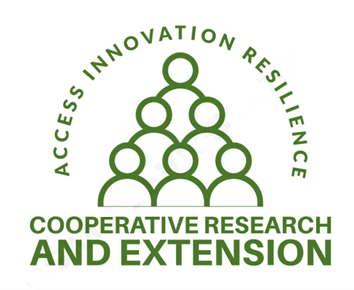 ACCESS INNOVATION RESILIENCE
COOPERATIVE RESEARCH
AND EXTENSION